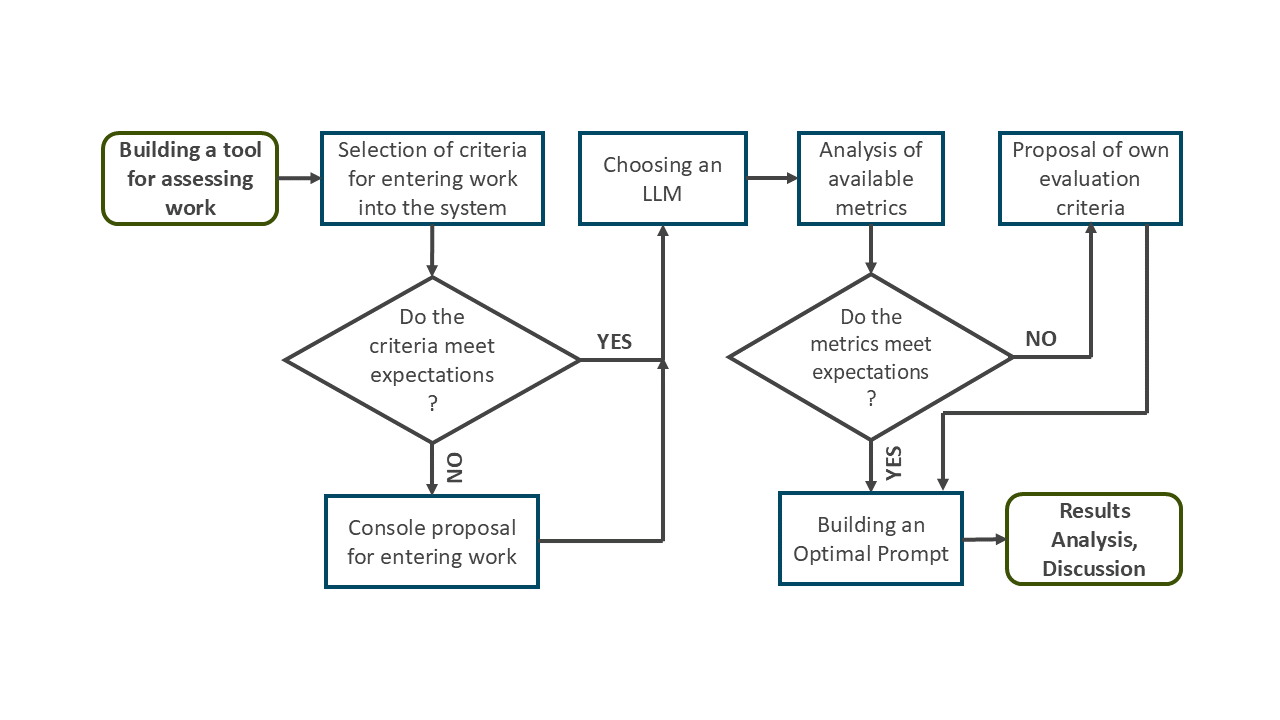 Building a tool
for assessing
work
Selection of criteria
for entering work
into the system
Choosing an
LLM
Analysis of
available
metrics
Proposal of own
evaluation
criteria
Do the
criteria meet
expectations
?
YES
NO
Do the
metrics meet
expectations
?
NO
YES
Console proposal
for entering work
Building an
Optimal Prompt
Results
Analysis,
Discussion